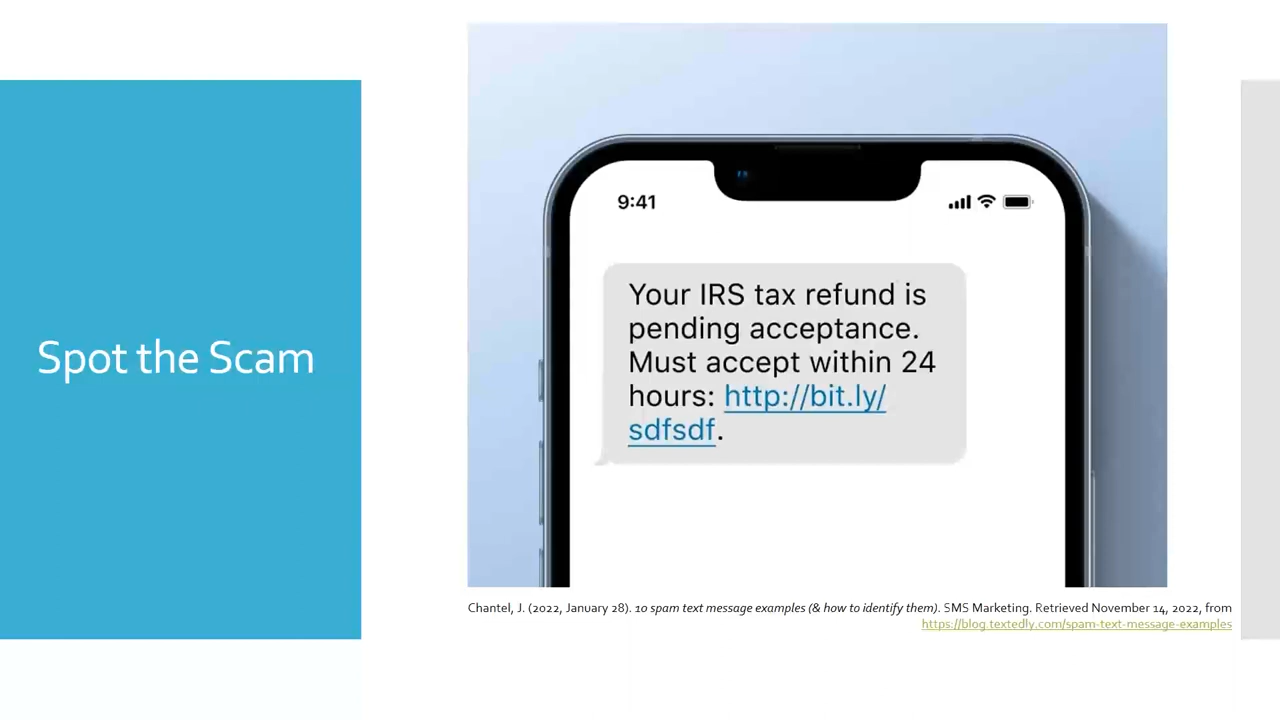 Spot the Scam
9:41
Your IRS tax refund is
pending acceptance.
Must accept within 24
hours: http://bit.ly/
sdfsdf.
Chantel, J. (2022, January 28). 10 spam text message examples (& how to identify them). SMS Marketing. Retrieved November 14, 2022, from
https://blog.textedly.com/spam-text-message-examples